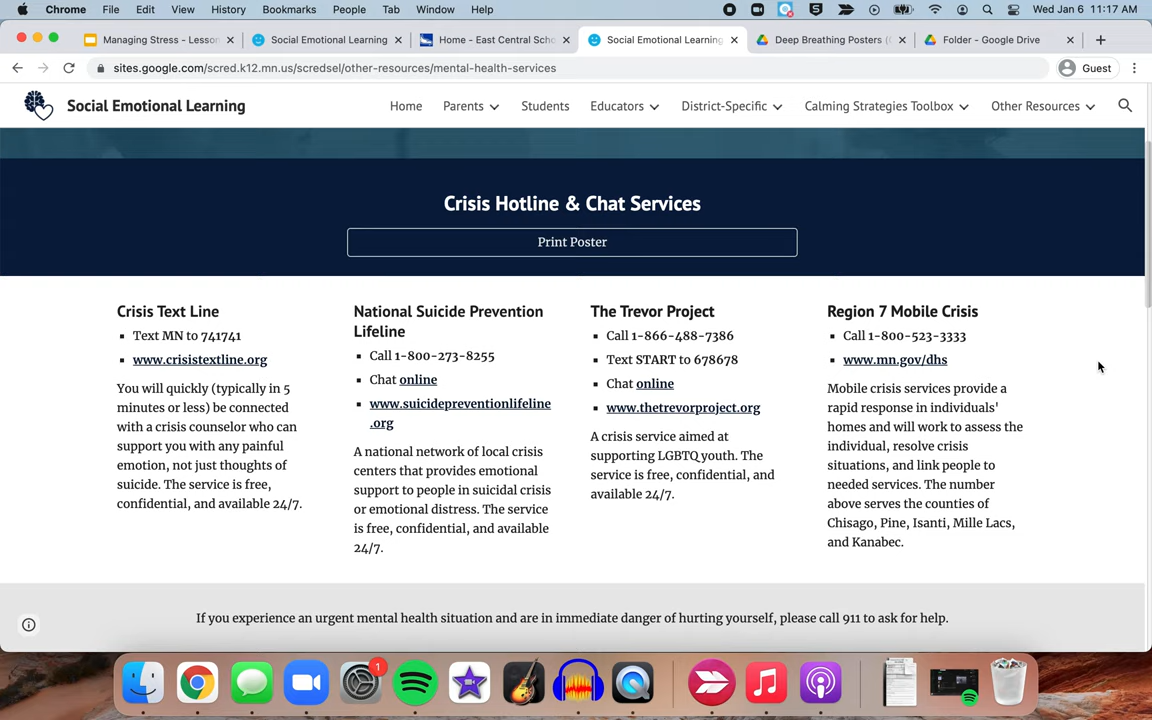 Chrome File Edit View History Bookmarks People Tab Window Help Wed Jan 6 11:17 AM
Managing Stress - Lesson Social Emotional Learning Home - East Central Scho Social Emotional Learning Deep Breathing Posters ( Folder - Google Drive
sites.google.com/scred.k12.mn.us/scredsel/other-resources/mental-health-services Guest
Social Emotional Learning Home Parents Students Educators District-Specific Calming Strategies Toolbox Other Resources
Crisis Hotline & Chat Services
Print Poster
Crisis Text Line
Text MN to 741741
www.crisistextline.org
You will quickly (typically in 5
minutes or less) be connected
with a crisis counselor who can
support you with any painful
emotion, not just thoughts of
suicide. The service is free,
confidential, and available 24/7.
National Suicide Prevention
Lifeline
Call 1-800-273-8255
Chat online
www.suicidepreventionlifeline
.org
A national network of local crisis
centers that provides emotional
support to people in suicidal crisis
or emotional distress. The service
is free, confidential, and available
24/7.
The Trevor Project
Call 1-866-488-7386
Text START to 678678
Chat online
www.thetrevorproject.org
A crisis service aimed at
supporting LGBTQ youth. The
service is free, confidential, and
available 24/7.
Region 7 Mobile Crisis
Call 1-800-523-3333
www.mn.gov/dhs
Mobile crisis services provide a
rapid response in individuals'
homes and will work to assess the
individual, resolve crisis
situations, and link people to
needed services. The number
above serves the counties of
Chisago, Pine, Isanti, Mille Lacs,
and Kanabec.
If you experience an urgent mental health situation and are in immediate danger of hurting yourself, please call 911 to ask for help.
1